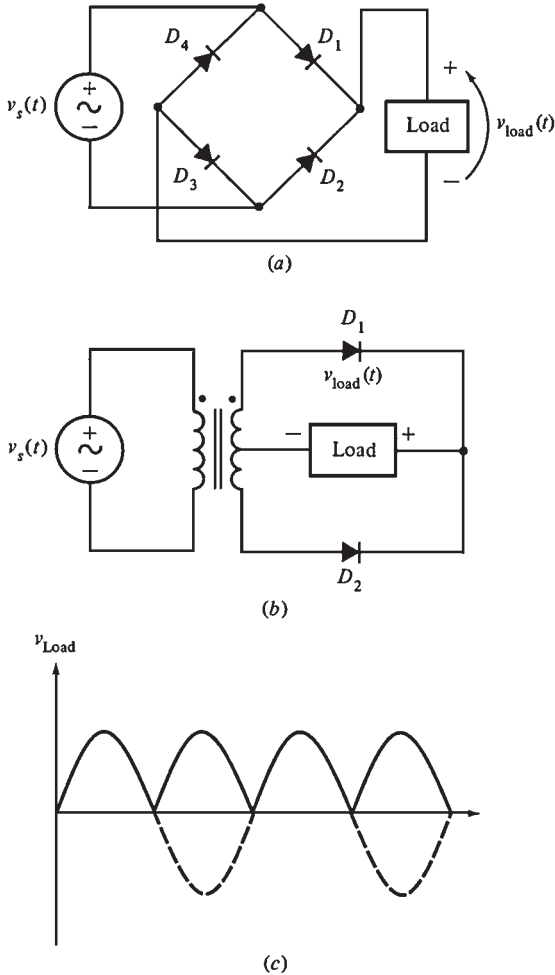 D4 D1
+
vs(t) ~ Load vload(t)
−
D3 D2
+
−
(a)
D1
vload(t)
+
vs(t) ~ − Load +
−
D2
(b)
vLoad
(c)